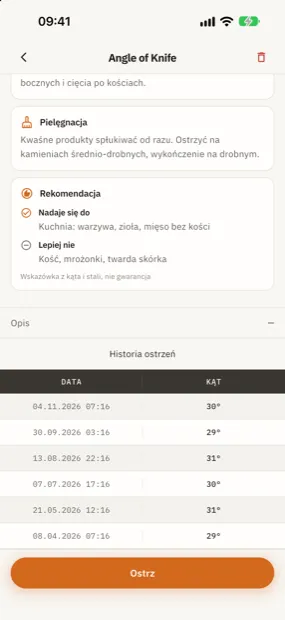 09:41
Angle of Knife
bocznych i cięcia po kościach.
Pielęgnacja
Kwaśne produkty spłukiwać od razu. Ostrzyć na
kamieniach średnio-drobnych, wykończenie na drobnym.
Rekomendacja
Nadaje się do
Kuchnia: warzywa, zioła, mięso bez kości
Lepiej nie
Kość, mrożonki, twarda skórka
Wskazówka z kąta i stali, nie gwarancja
Opis
Historia ostrzeń
DATA KĄT
04.11.2026 07:16 30°
30.09.2026 03:16 29°
13.08.2026 22:16 31°
07.07.2026 17:16 30°
21.05.2026 12:16 31°
08.04.2026 07:16 29°
Ostrz